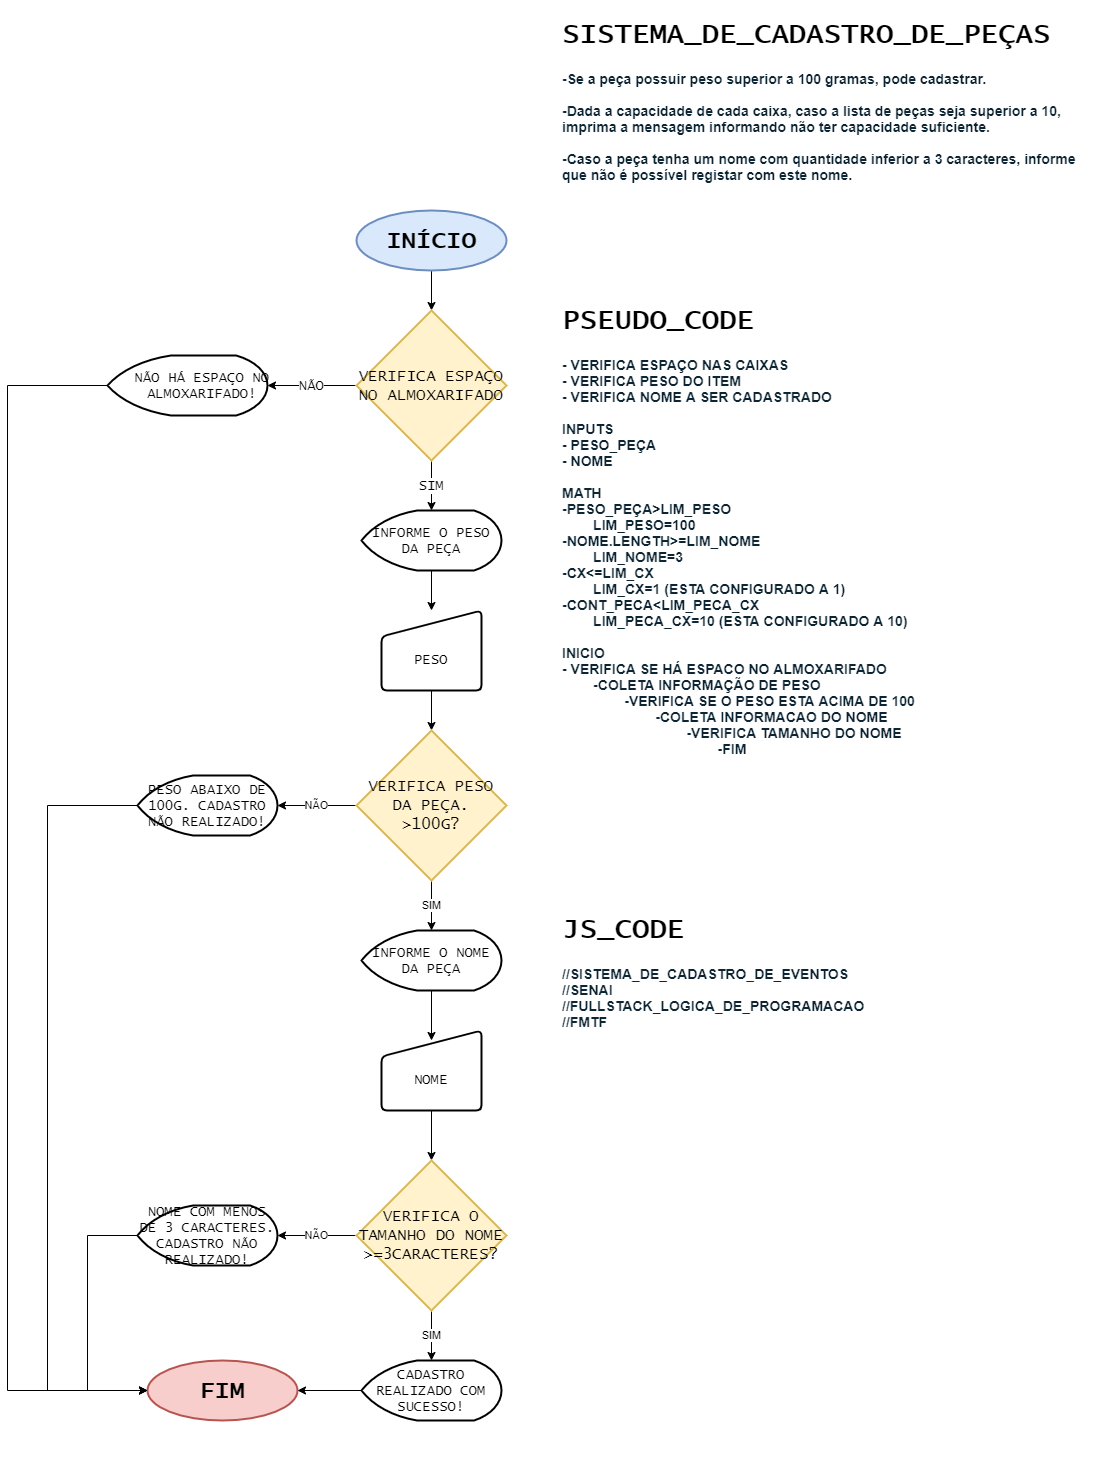 SISTEMA_DE_CADASTRO_DE_PEÇAS
-Se a peça possuir peso superior a 100 gramas, pode cadastrar.
-Dada a capacidade de cada caixa, caso a lista de peças seja superior a 10,
imprima a mensagem informando não ter capacidade suficiente.
-Caso a peça tenha um nome com quantidade inferior a 3 caracteres, informe
que não é possível registar com este nome.
INÍCIO
VERIFICA ESPAÇO
NO ALMOXARIFADO
NÃO
NÃO HÁ ESPAÇO NO
ALMOXARIFADO!
SIM
INFORME O PESO
DA PEÇA
PESO
VERIFICA PESO
DA PEÇA.
>100G?
NÃO
PESO ABAIXO DE
100G. CADASTRO
NÃO REALIZADO!
SIM
INFORME O NOME
DA PEÇA
NOME
VERIFICA O
TAMANHO DO NOME
>=3CARACTERES?
NÃO
NOME COM MENOS
DE 3 CARACTERES.
CADASTRO NÃO
REALIZADO!
SIM
CADASTRO
REALIZADO COM
SUCESSO!
FIM
PSEUDO_CODE
- VERIFICA ESPAÇO NAS CAIXAS
- VERIFICA PESO DO ITEM
- VERIFICA NOME A SER CADASTRADO
INPUTS
- PESO_PEÇA
- NOME
MATH
-PESO_PEÇA>LIM_PESO
LIM_PESO=100
-NOME.LENGTH>=LIM_NOME
LIM_NOME=3
-CX<=LIM_CX
LIM_CX=1 (ESTA CONFIGURADO A 1)
-CONT_PECA<LIM_PECA_CX
LIM_PECA_CX=10 (ESTA CONFIGURADO A 10)
INICIO
- VERIFICA SE HÁ ESPACO NO ALMOXARIFADO
-COLETA INFORMAÇÃO DE PESO
-VERIFICA SE O PESO ESTA ACIMA DE 100
-COLETA INFORMACAO DO NOME
-VERIFICA TAMANHO DO NOME
-FIM
JS_CODE
//SISTEMA_DE_CADASTRO_DE_EVENTOS
//SENAI
//FULLSTACK_LOGICA_DE_PROGRAMACAO
//FMTF